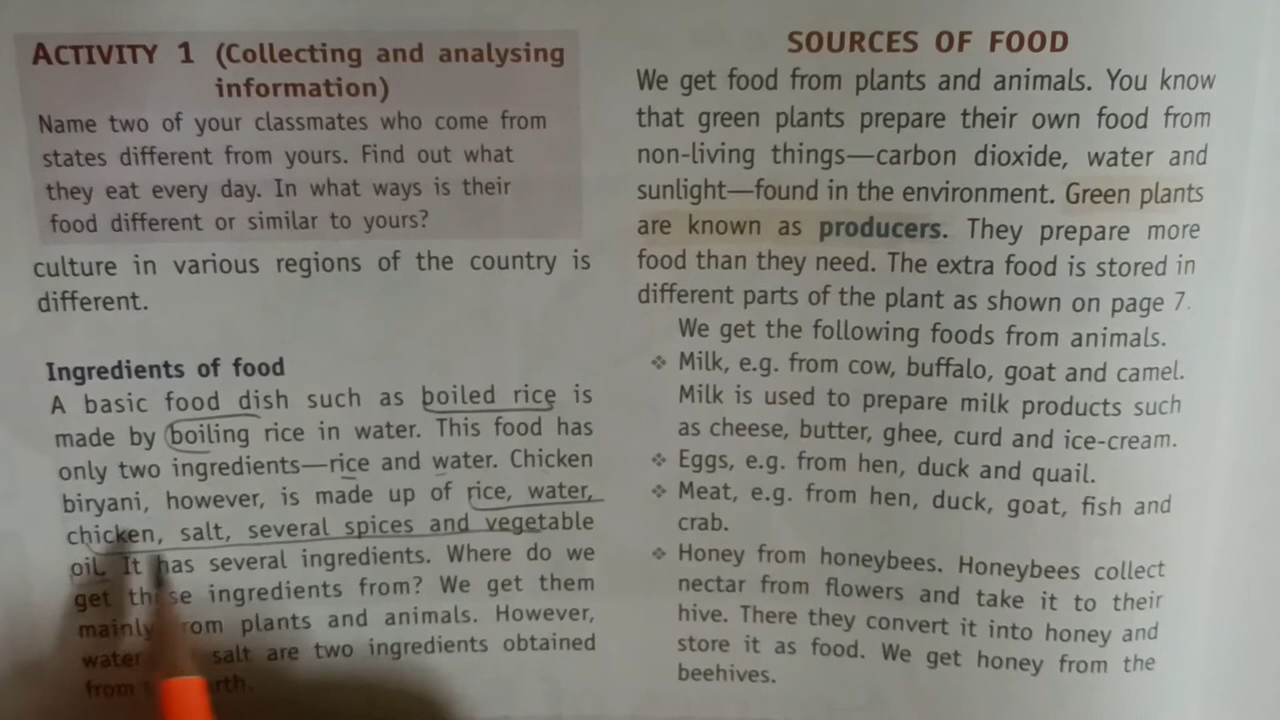 ACTIVITY 1 (Collecting and analysing
information)
Name two of your classmates who come from
states different from yours. Find out what
they eat every day. In what ways is their
food different or similar to yours?
culture in various regions of the country is
different.
Ingredients of food
A basic food dish such as boiled rice is
made by boiling rice in water. This food has
only two ingredients—rice and water. Chicken
biryani, however, is made up of rice, water,
chicken, salt, several spices and vegetable
oil. It has several ingredients. Where do we
get these ingredients from? We get them
mainly from plants and animals. However,
water salt are two ingredients obtained
from
SOURCES OF FOOD
We get food from plants and animals. You know
that green plants prepare their own food from
non-living things—carbon dioxide, water and
sunlight—found in the environment. Green plants
are known as producers. They prepare more
food than they need. The extra food is stored in
different parts of the plant as shown on page 7.
We get the following foods from animals.
❖ Milk, e.g. from cow, buffalo, goat and camel.
Milk is used to prepare milk products such
as cheese, butter, ghee, curd and ice-cream.
❖ Eggs, e.g. from hen, duck and quail.
❖ Meat, e.g. from hen, duck, goat, fish and
crab.
❖ Honey from honeybees. Honeybees collect
nectar from flowers and take it to their
hive. There they convert it into honey and
store it as food. We get honey from the
beehives.